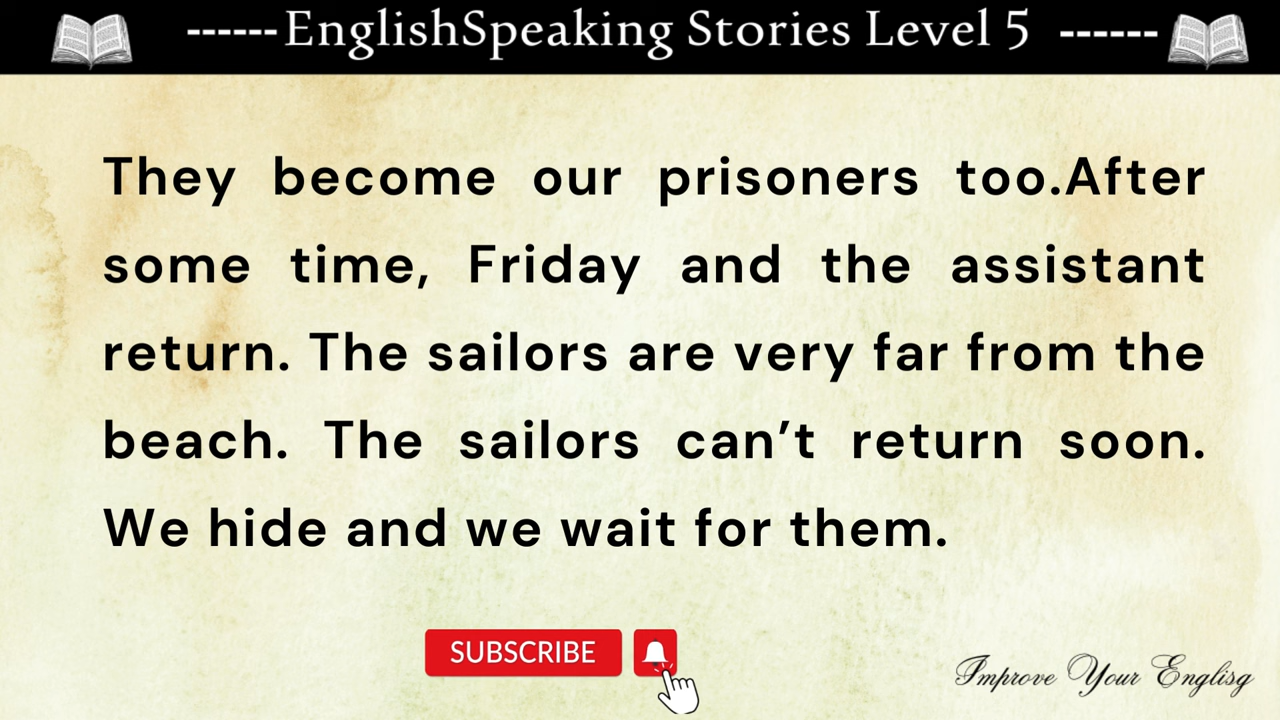 ------EnglishSpeaking Stories Level 5 ------
They become our prisoners too.After
some time, Friday and the assistant
return. The sailors are very far from the
beach. The sailors can’t return soon.
We hide and we wait for them.
SUBSCRIBE
Improve Your Englisg